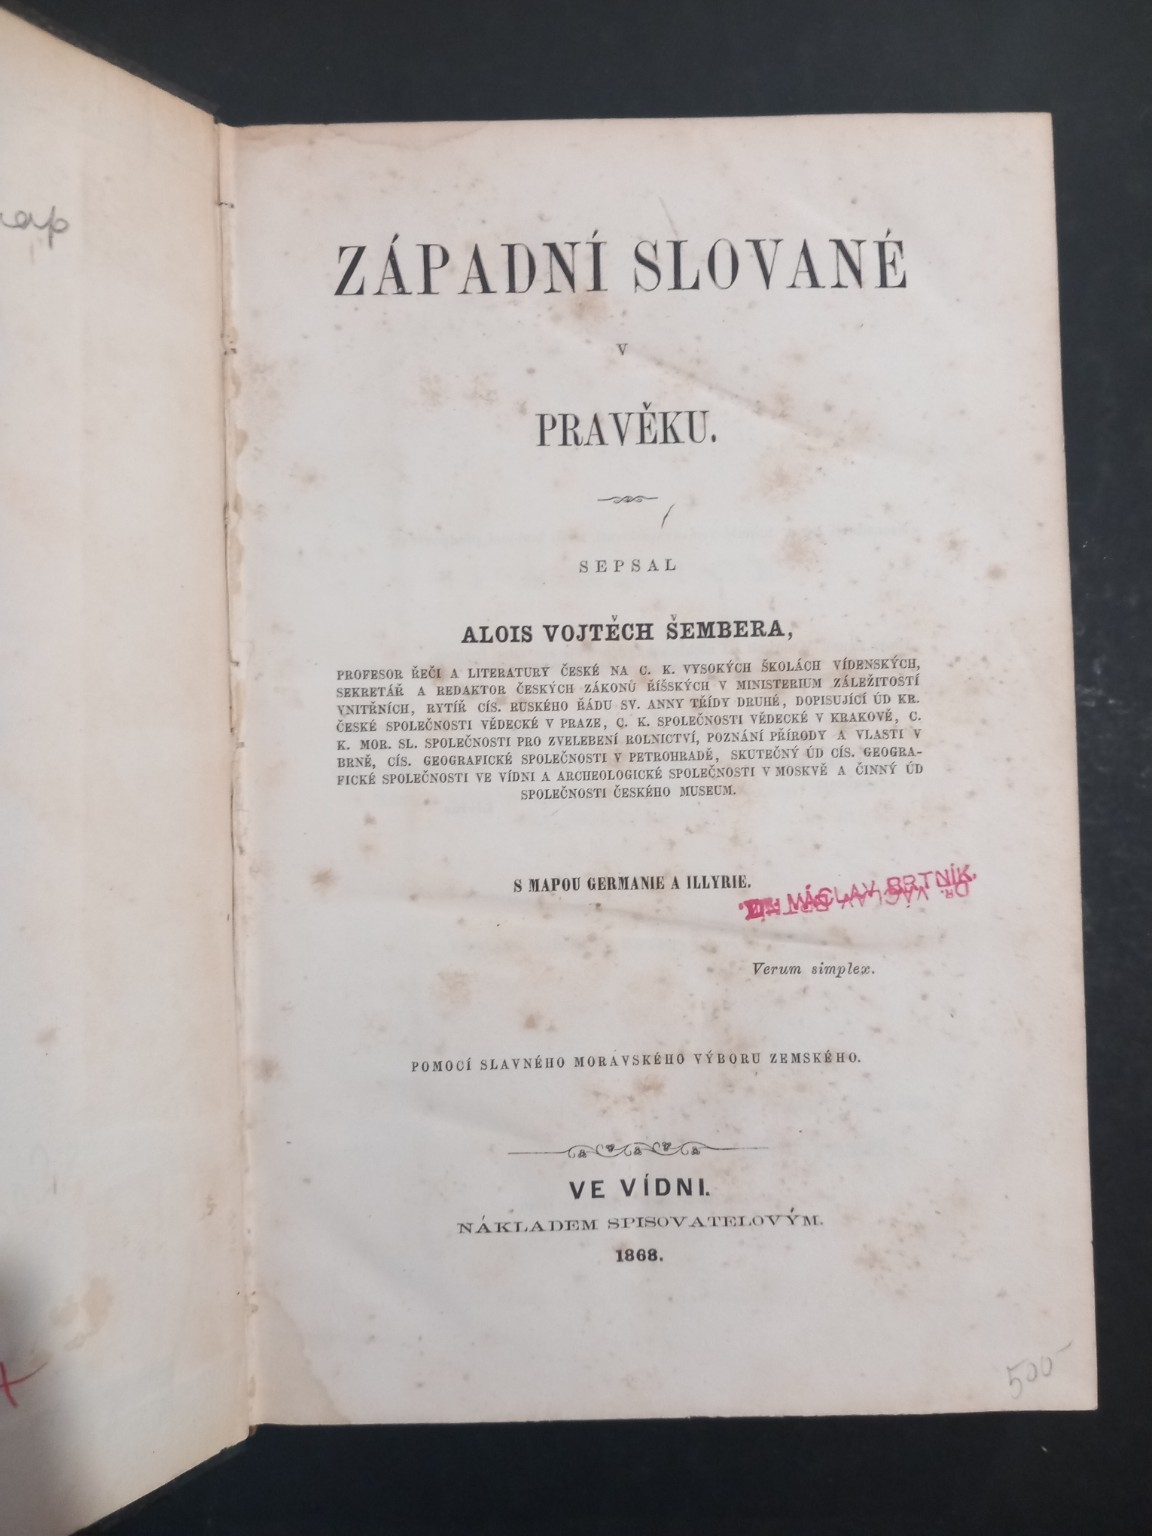 ZÁPADNÍ SLOVANÉ
V
PRAVĚKU.
SEPSAL
ALOIS VOJTĚCH ŠEMBERA,
PROFESOR ŘEČI A LITERATURY ČESKÉ NA C. K. VYSOKÝCH ŠKOLÁCH VÍDENSKÝCH,
SEKRETÁŘ A REDAKTOR ČESKÝCH ZÁKONŮ ŘÍŠSKÝCH V MINISTERIUM ZÁLEŽITOSTÍ
VNITŘNÍCH, RYTÍŘ CÍS. RUSKÉHO ŘÁDU SV. ANNY TŘÍDY DRUHÉ, DOPISUJÍCÍ ÚD KR.
ČESKÉ SPOLEČNOSTI VĚDECKÉ V PRAZE, C. K. SPOLEČNOSTI VĚDECKÉ V KRAKOVĚ, C.
K. MOR. SL. SPOLEČNOSTI PRO ZVELEBENÍ ROLNICTVÍ, POZNÁNÍ PŘÍRODY A VLASTI V
BRNĚ, CÍS. GEOGRAFICKÉ SPOLEČNOSTI V PETROHRADĚ, SKUTEČNÝ ÚD CÍS. GEOGRA-
FICKÉ SPOLEČNOSTI VE VÍDNI A ARCHEOLOGICKÉ SPOLEČNOSTI V MOSKVĚ A ČINNÝ ÚD
SPOLEČNOSTI ČESKÉHO MUSEUM.
S MAPOU GERMANIE A ILLYRIE.
DR. VÁCLAV BRTNÍK.
DR. VÁCLAV BRTNÍK.
Verum simplex.
POMOCÍ SLAVNÉHO MORAVSKÉHO VÝBORU ZEMSKÉHO.
VE VÍDNI.
NÁKLADEM SPISOVATELOVÝM.
1868.
500-